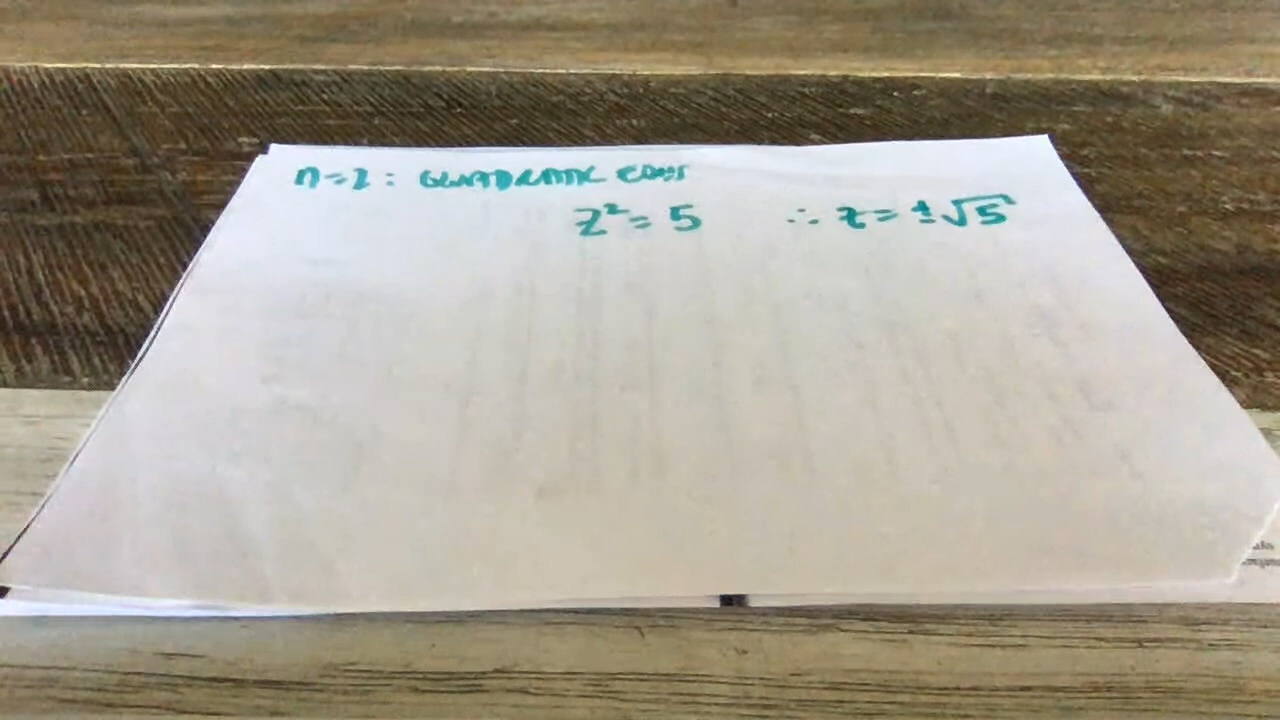 n=2: QUADRATIC EQNS
z²=5 ∴ z=±√5